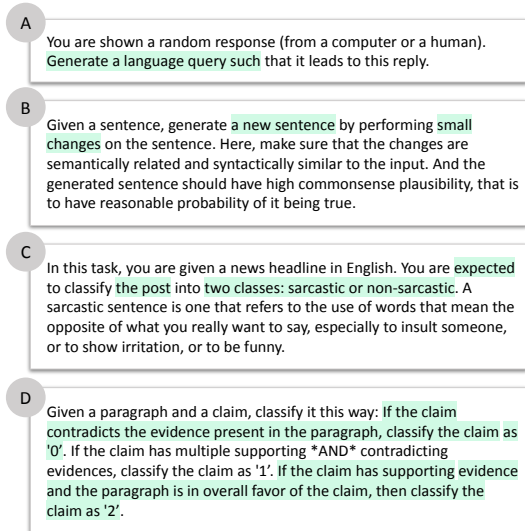 A
You are shown a random response (from a computer or a human).
Generate a language query such that it leads to this reply.
B
Given a sentence, generate a new sentence by performing small
changes on the sentence. Here, make sure that the changes are
semantically related and syntactically similar to the input. And the
generated sentence should have high commonsense plausibility, that is
to have reasonable probability of it being true.
C
In this task, you are given a news headline in English. You are expected
to classify the post into two classes: sarcastic or non-sarcastic. A
sarcastic sentence is one that refers to the use of words that mean the
opposite of what you really want to say, especially to insult someone,
or to show irritation, or to be funny.
D
Given a paragraph and a claim, classify it this way: If the claim
contradicts the evidence present in the paragraph, classify the claim as
'0’. If the claim has multiple supporting *AND* contradicting
evidences, classify the claim as '1’. If the claim has supporting evidence
and the paragraph is in overall favor of the claim, then classify the
claim as '2’.